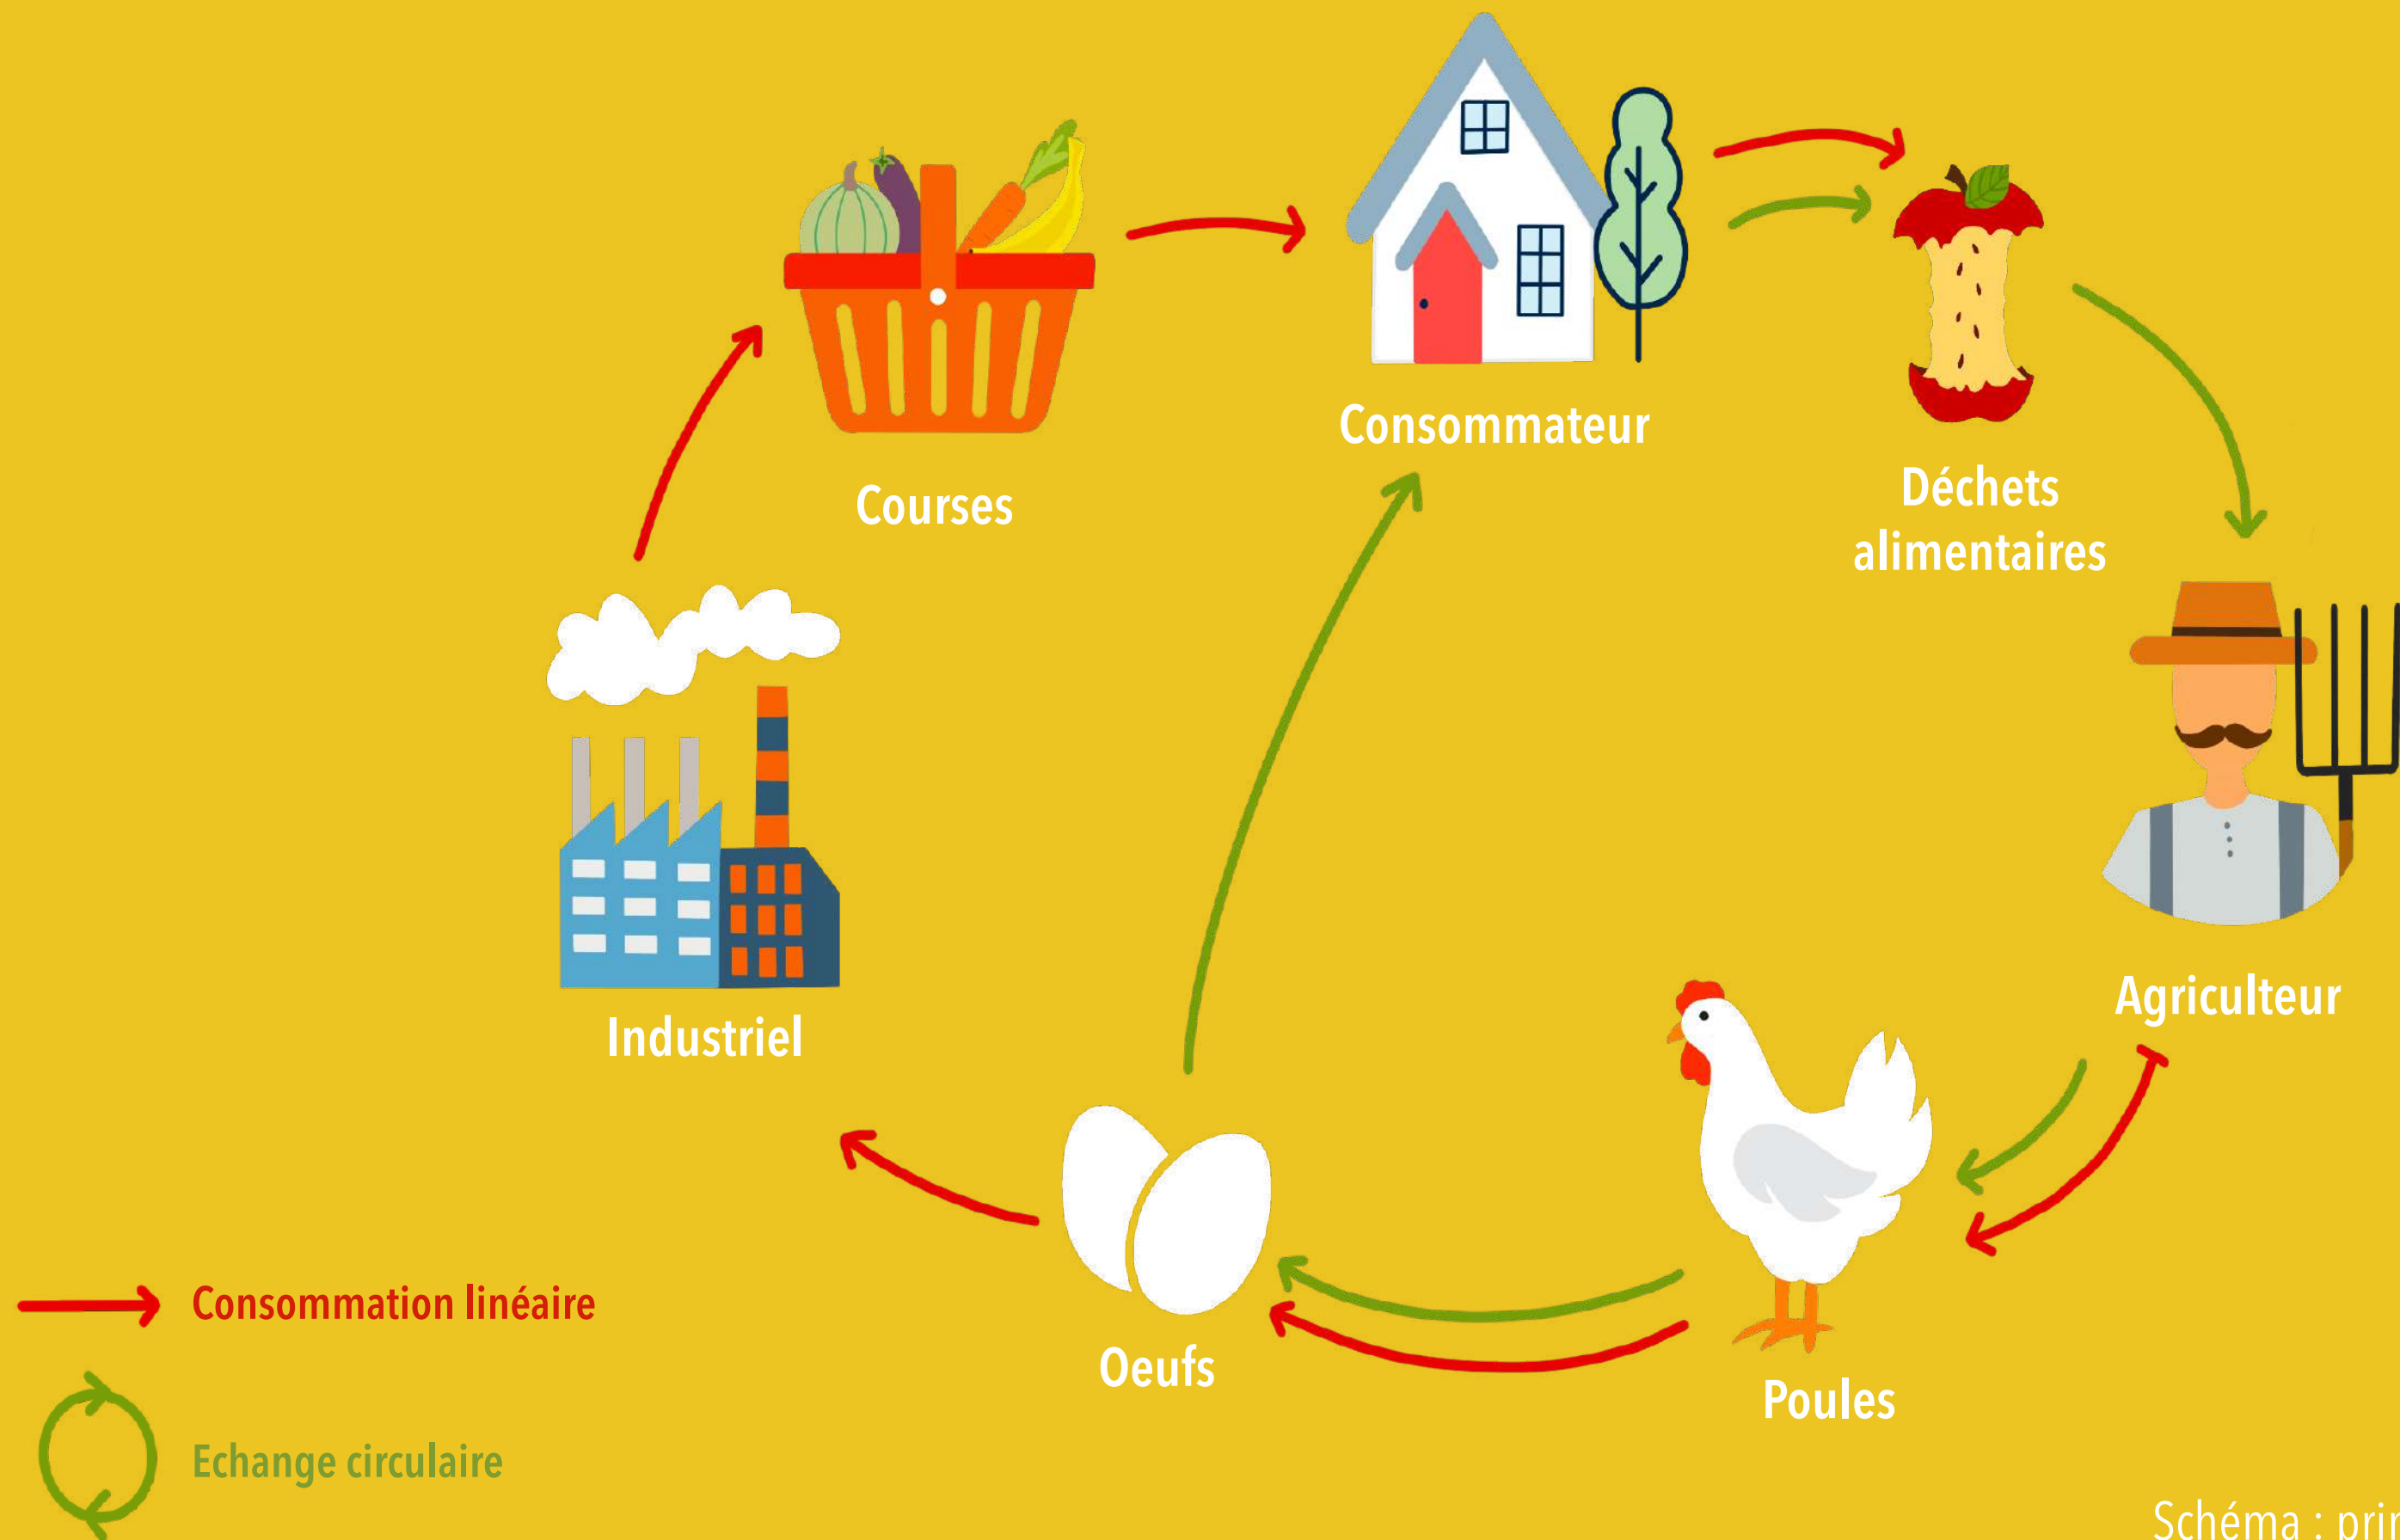 Consommateur
Courses
Déchets
alimentaires
Agriculteur
Industriel
Consommation linéaire
Oeufs
Poules
Echange circulaire
Schéma :